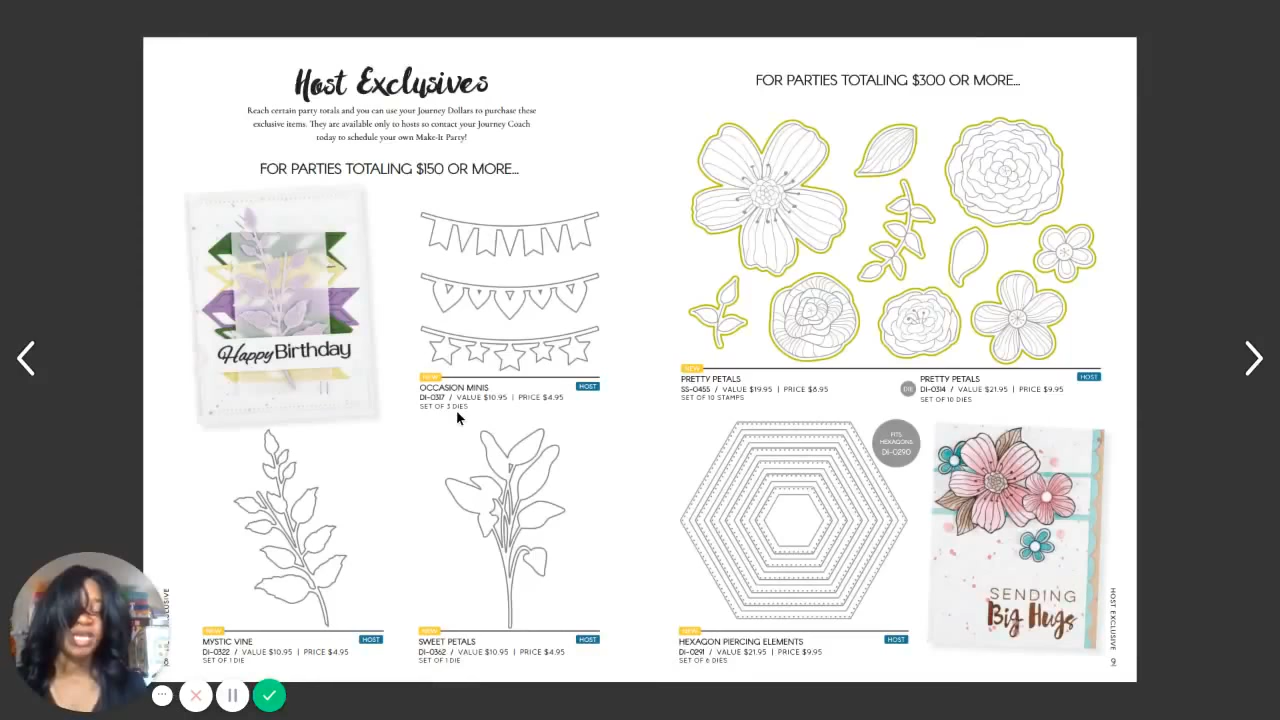 Host Exclusives
Reach certain party totals and you can use your Journey Dollars to purchase these
exclusive items. They are available only to hosts so contact your Journey Coach
today to schedule your own Make-It Party!
FOR PARTIES TOTALING $150 OR MORE...
Happy Birthday
NEW
OCCASION MINIS
HOST
DI-0317 / VALUE $10.95 | PRICE $4.95
SET OF 3 DIES
NEW
MYSTIC VINE
HOST
DI-0322 / VALUE $10.95 | PRICE $4.95
SET OF 1 DIE
NEW
SWEET PETALS
HOST
DI-0362 / VALUE $10.95 | PRICE $4.95
SET OF 1 DIE
FOR PARTIES TOTALING $300 OR MORE...
NEW
PRETTY PETALS
SS-0455 / VALUE $19.95 | PRICE $8.95
SET OF 10 STAMPS
DIE
PRETTY PETALS
HOST
DI-0314 / VALUE $21.95 | PRICE $9.95
SET OF 10 DIES
FITS
HEXAGONS
DI-0290
NEW
HEXAGON PIERCING ELEMENTS
HOST
DI-0291 / VALUE $21.95 | PRICE $9.95
SET OF 6 DIES
SENDING
Big Hugs
HOST EXCLUSIVE
9